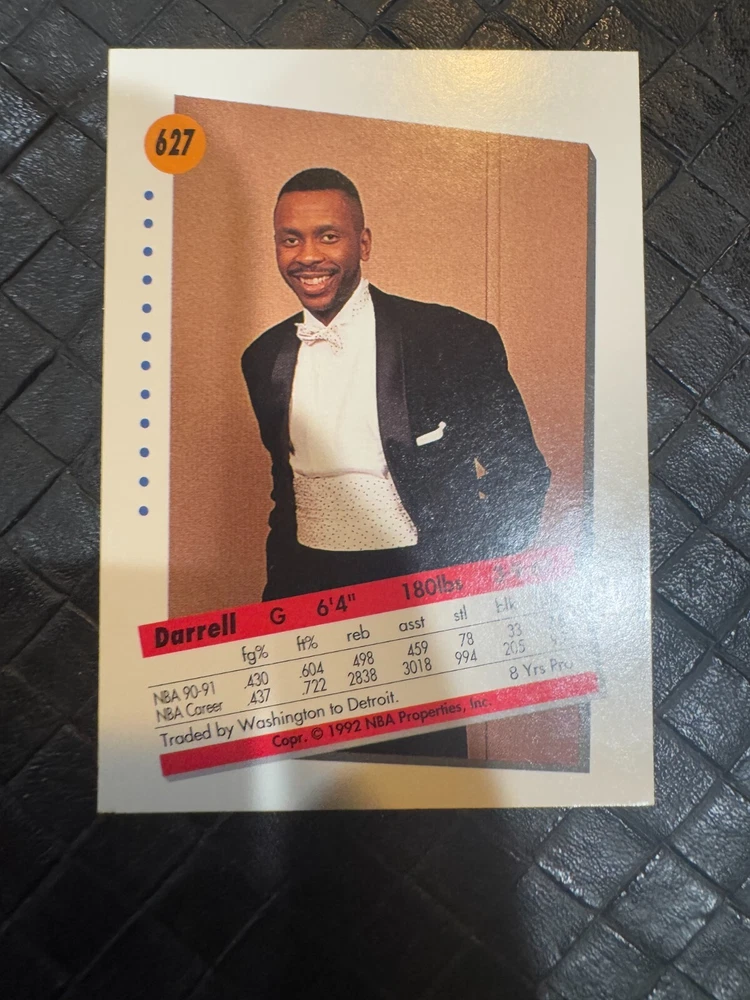 627
Darrell G 6'4" 180lbs
fg% ft% reb asst stl blk
NBA 90-91 .430 .604 498 459 78 33
NBA Career .437 .722 2838 3018 994 205
Traded by Washington to Detroit. 8 Yrs Pro
Copr. © 1992 NBA Properties, Inc.